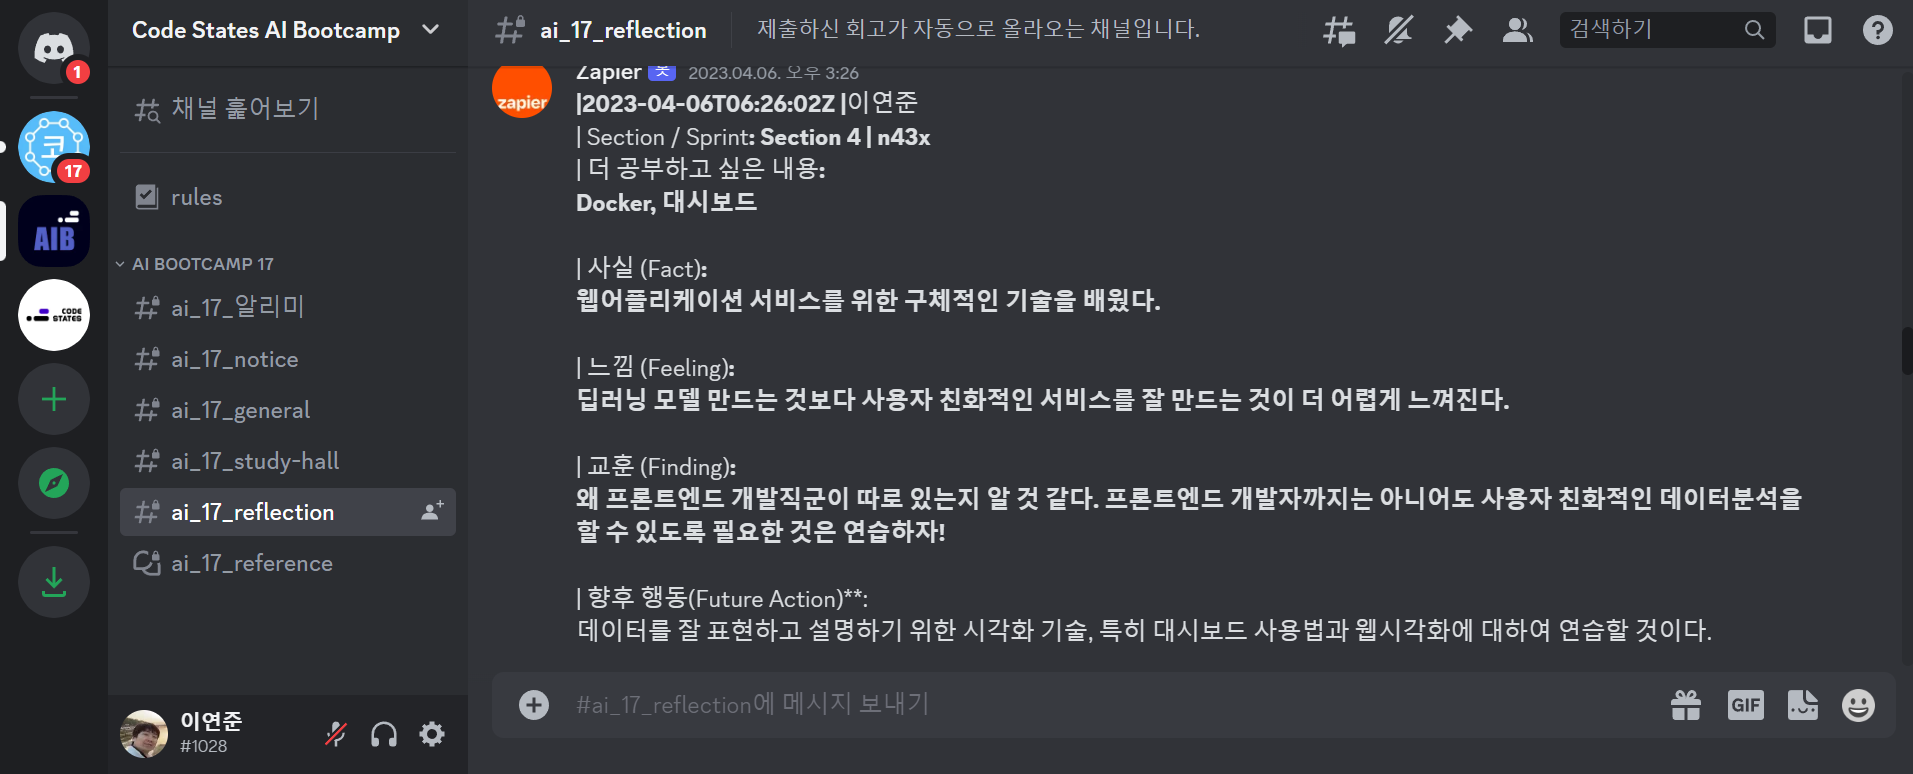 1
17
AIB
CODE
STATES
Code States AI Bootcamp
채널 훑어보기
rules
AI BOOTCAMP 17
ai_17_알리미
ai_17_notice
ai_17_general
ai_17_study-hall
ai_17_reflection
ai_17_reference
이연준
#1028
ai_17_reflection
제출하신 회고가 자동으로 올라오는 채널입니다.
검색하기
zapier
Zapier 봇 2023.04.06. 오후 3:26
|2023-04-06T06:26:02Z |이연준
| Section / Sprint: Section 4 | n43x
| 더 공부하고 싶은 내용:
Docker, 대시보드
| 사실 (Fact):
웹어플리케이션 서비스를 위한 구체적인 기술을 배웠다.
| 느낌 (Feeling):
딥러닝 모델 만드는 것보다 사용자 친화적인 서비스를 잘 만드는 것이 더 어렵게 느껴진다.
| 교훈 (Finding):
왜 프론트엔드 개발직군이 따로 있는지 알 것 같다. 프론트엔드 개발자까지는 아니어도 사용자 친화적인 데이터분석을
할 수 있도록 필요한 것은 연습하자!
| 향후 행동(Future Action)**:
데이터를 잘 표현하고 설명하기 위한 시각화 기술, 특히 대시보드 사용법과 웹시각화에 대하여 연습할 것이다.
#ai_17_reflection에 메시지 보내기
GIF